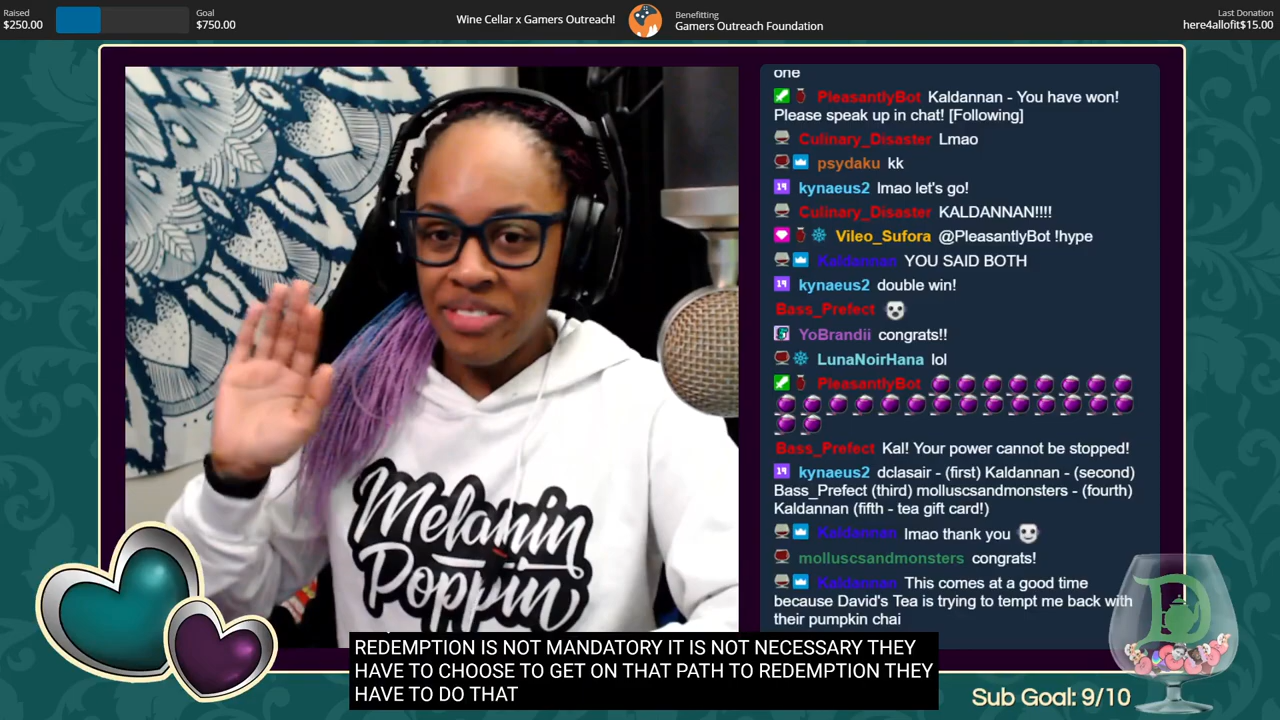 Raised
$250.00
Goal
$750.00
Wine Cellar x Gamers Outreach!
Benefitting
Gamers Outreach Foundation
Last Donation
here4allofit$15.00
one
PleasantlyBot Kaldannan - You have won!
Please speak up in chat! [Following]
Culinary_Disaster Lmao
psydaku kk
19 kynaeus2 lmao let's go!
Culinary_Disaster KALDANNAN!!!!
Vileo_Sufora @PleasantlyBot !hype
Kaldannan YOU SAID BOTH
19 kynaeus2 double win!
Bass_Prefect
YoBrandii congrats!!
LunaNoirHana lol
PleasantlyBot
Bass_Prefect Kal! Your power cannot be stopped!
19 kynaeus2 dclasair - (first) Kaldannan - (second)
Bass_Prefect (third) molluscsandmonsters - (fourth)
Kaldannan (fifth - tea gift card!)
Kaldannan lmao thank you
molluscsandmonsters congrats!
Kaldannan This comes at a good time
because David's Tea is trying to tempt me back with
their pumpkin chai
Melanin
Poppin
REDEMPTION IS NOT MANDATORY IT IS NOT NECESSARY THEY
HAVE TO CHOOSE TO GET ON THAT PATH TO REDEMPTION THEY
HAVE TO DO THAT
D
Sub Goal: 9/10